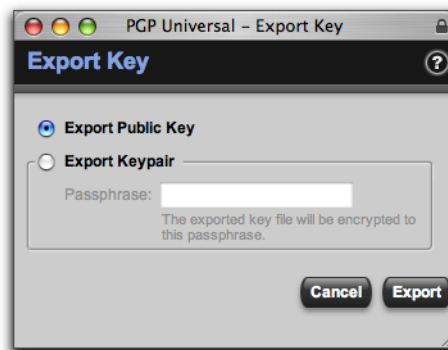 PGP Universal – Export Key
Export Key
?
Export Public Key
Export Keypair
Passphrase:
The exported key file will be encrypted to
this passphrase.
Cancel Export